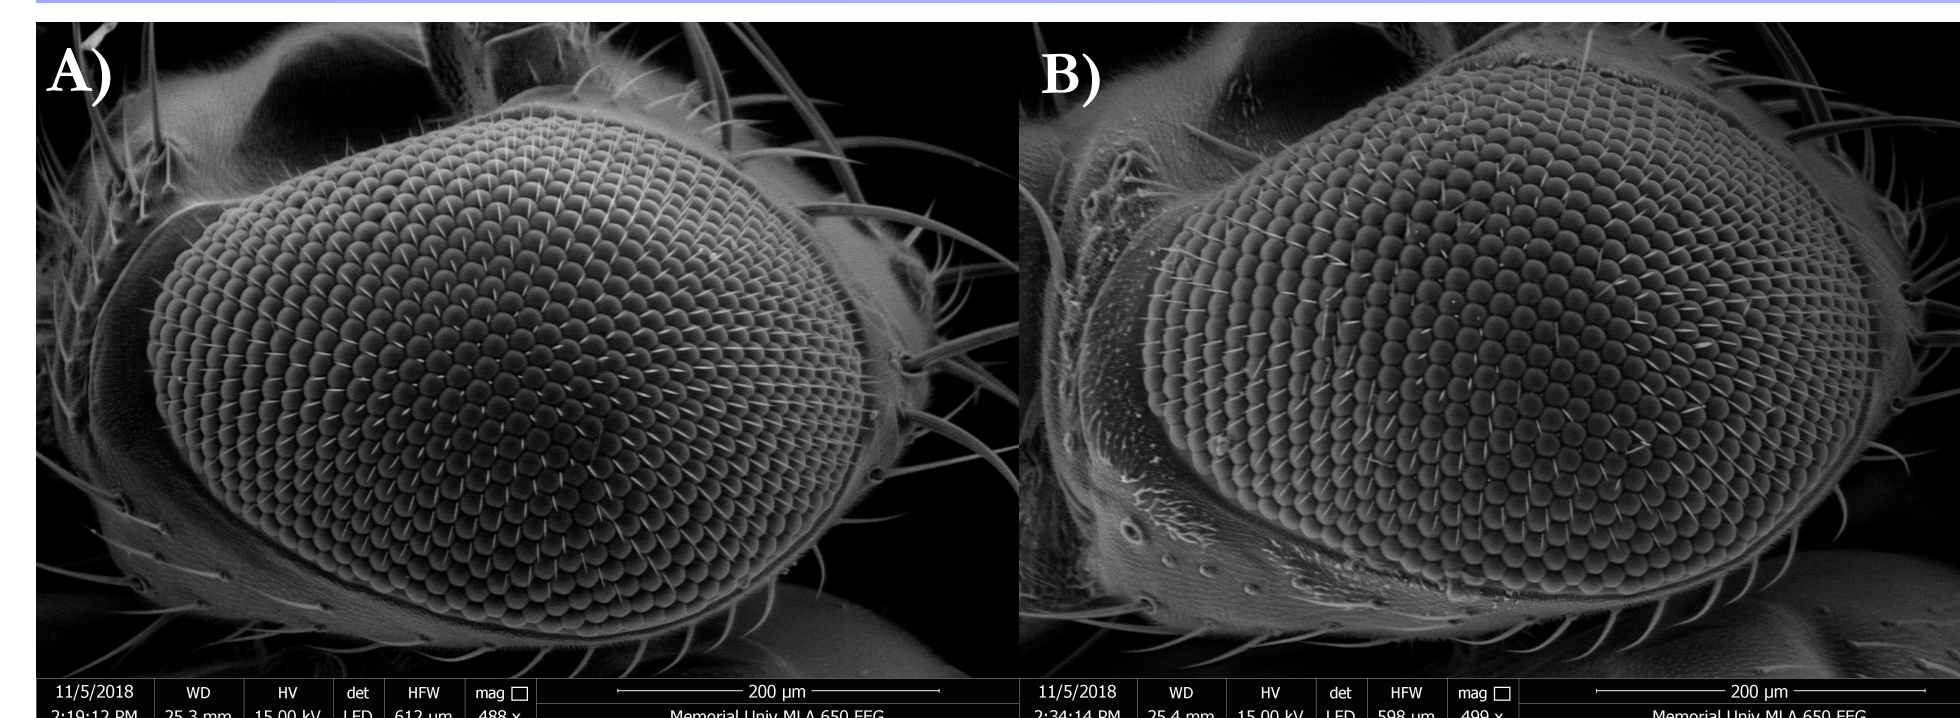 A)
B)
11/5/2018 WD HV det HFW mag 200 µm
2:19:12 PM 25.3 mm 15.00 kV LFD 612 µm 488 x Memorial Univ MLA 650 FEG
11/5/2018 WD HV det HFW mag 200 µm
2:34:14 PM 25.4 mm 15.00 kV LFD 598 µm 499 x Memorial Univ MLA 650 FEG